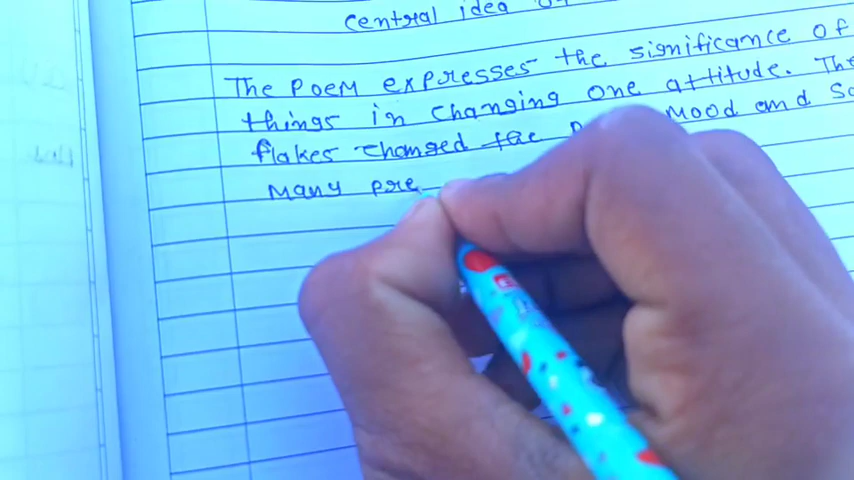 central idea
The Poem expresses the significance of
things in changing one attitude. The
flakes changed the Mood and
Many pre